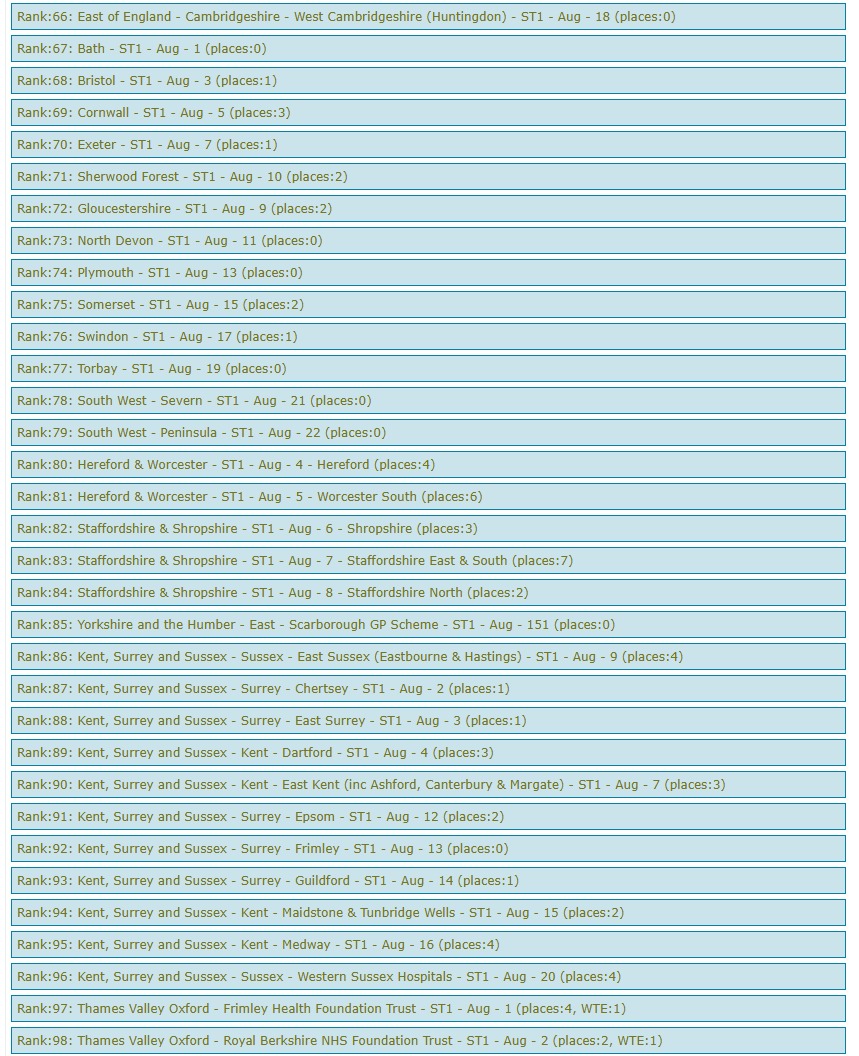 Rank:66: East of England - Cambridgeshire - West Cambridgeshire (Huntingdon) - ST1 - Aug - 18 (places:0)
Rank:67: Bath - ST1 - Aug - 1 (places:0)
Rank:68: Bristol - ST1 - Aug - 3 (places:1)
Rank:69: Cornwall - ST1 - Aug - 5 (places:3)
Rank:70: Exeter - ST1 - Aug - 7 (places:1)
Rank:71: Sherwood Forest - ST1 - Aug - 10 (places:2)
Rank:72: Gloucestershire - ST1 - Aug - 9 (places:2)
Rank:73: North Devon - ST1 - Aug - 11 (places:0)
Rank:74: Plymouth - ST1 - Aug - 13 (places:0)
Rank:75: Somerset - ST1 - Aug - 15 (places:2)
Rank:76: Swindon - ST1 - Aug - 17 (places:1)
Rank:77: Torbay - ST1 - Aug - 19 (places:0)
Rank:78: South West - Severn - ST1 - Aug - 21 (places:0)
Rank:79: South West - Peninsula - ST1 - Aug - 22 (places:0)
Rank:80: Hereford & Worcester - ST1 - Aug - 4 - Hereford (places:4)
Rank:81: Hereford & Worcester - ST1 - Aug - 5 - Worcester South (places:6)
Rank:82: Staffordshire & Shropshire - ST1 - Aug - 6 - Shropshire (places:3)
Rank:83: Staffordshire & Shropshire - ST1 - Aug - 7 - Staffordshire East & South (places:7)
Rank:84: Staffordshire & Shropshire - ST1 - Aug - 8 - Staffordshire North (places:2)
Rank:85: Yorkshire and the Humber - East - Scarborough GP Scheme - ST1 - Aug - 151 (places:0)
Rank:86: Kent, Surrey and Sussex - Sussex - East Sussex (Eastbourne & Hastings) - ST1 - Aug - 9 (places:4)
Rank:87: Kent, Surrey and Sussex - Surrey - Chertsey - ST1 - Aug - 2 (places:1)
Rank:88: Kent, Surrey and Sussex - Surrey - East Surrey - ST1 - Aug - 3 (places:1)
Rank:89: Kent, Surrey and Sussex - Kent - Dartford - ST1 - Aug - 4 (places:3)
Rank:90: Kent, Surrey and Sussex - Kent - East Kent (inc Ashford, Canterbury & Margate) - ST1 - Aug - 7 (places:3)
Rank:91: Kent, Surrey and Sussex - Surrey - Epsom - ST1 - Aug - 12 (places:2)
Rank:92: Kent, Surrey and Sussex - Surrey - Frimley - ST1 - Aug - 13 (places:0)
Rank:93: Kent, Surrey and Sussex - Surrey - Guildford - ST1 - Aug - 14 (places:1)
Rank:94: Kent, Surrey and Sussex - Kent - Maidstone & Tunbridge Wells - ST1 - Aug - 15 (places:2)
Rank:95: Kent, Surrey and Sussex - Kent - Medway - ST1 - Aug - 16 (places:4)
Rank:96: Kent, Surrey and Sussex - Sussex - Western Sussex Hospitals - ST1 - Aug - 20 (places:4)
Rank:97: Thames Valley Oxford - Frimley Health Foundation Trust - ST1 - Aug - 1 (places:4, WTE:1)
Rank:98: Thames Valley Oxford - Royal Berkshire NHS Foundation Trust - ST1 - Aug - 2 (places:2, WTE:1)